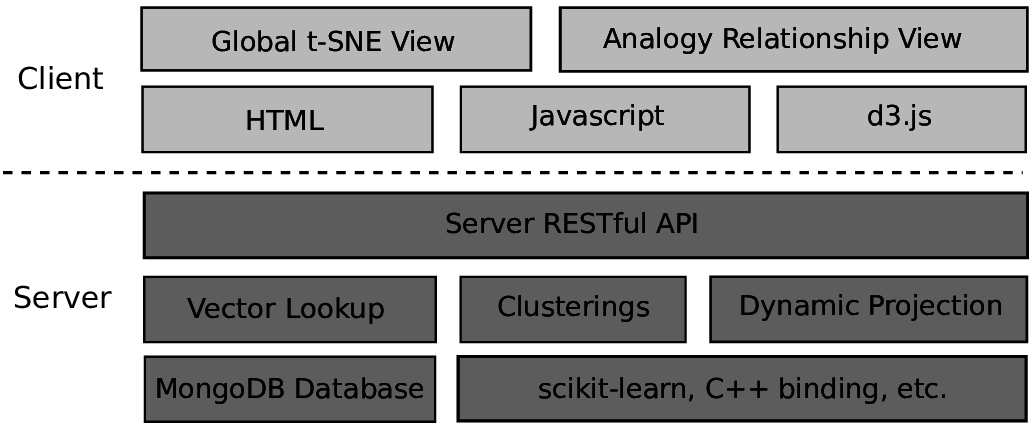 Client
Global t-SNE View
Analogy Relationship View
HTML
Javascript
d3.js
Server
Server RESTful API
Vector Lookup
Clusterings
Dynamic Projection
MongoDB Database
scikit-learn, C++ binding, etc.